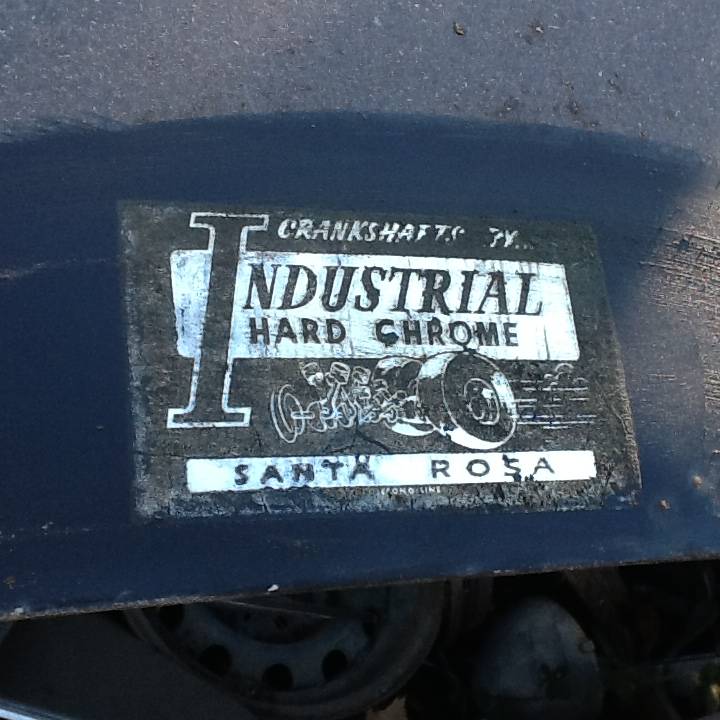 CRANKSHAFTS BY...
INDUSTRIAL
HARD CHROME
SANTA ROSA